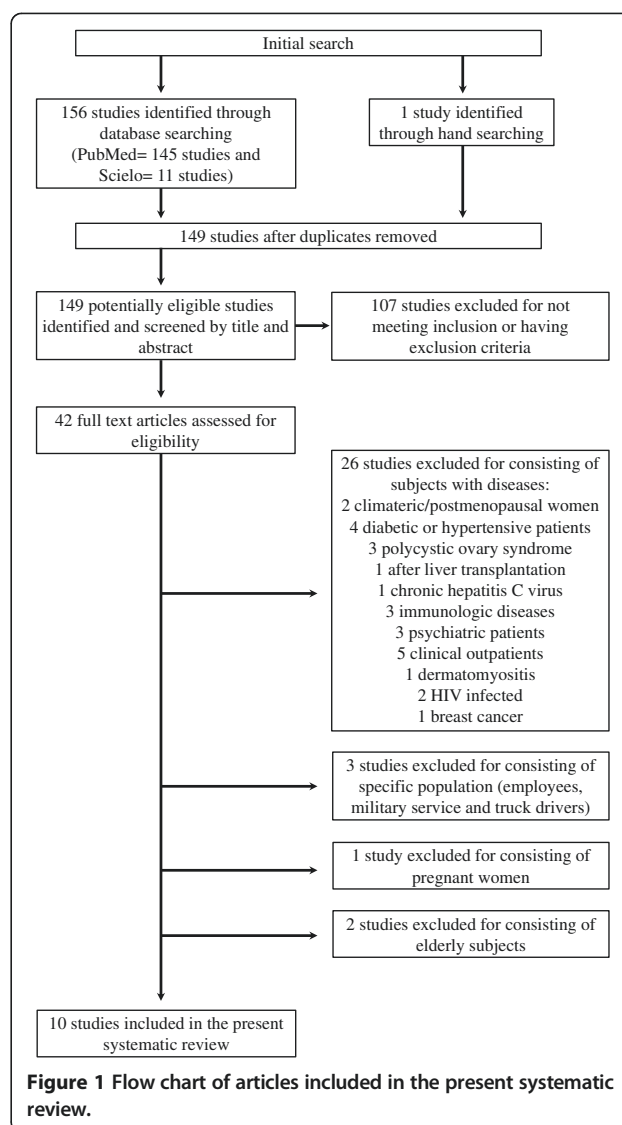 Initial search
156 studies identified through
database searching
(PubMed= 145 studies and
Scielo= 11 studies)
1 study identified
through hand searching
149 studies after duplicates removed
149 potentially eligible studies
identified and screened by title and
abstract
107 studies excluded for not
meeting inclusion or having
exclusion criteria
42 full text articles assessed for
eligibility
26 studies excluded for consisting of
subjects with diseases:
2 climateric/postmenopausal women
4 diabetic or hypertensive patients
3 polycystic ovary syndrome
1 after liver transplantation
1 chronic hepatitis C virus
3 immunologic diseases
3 psychiatric patients
5 clinical outpatients
1 dermatomyositis
2 HIV infected
1 breast cancer
3 studies excluded for consisting of
specific population (employees,
military service and truck drivers)
1 study excluded for consisting of
pregnant women
2 studies excluded for consisting of
elderly subjects
10 studies included in the present
systematic review
Figure 1 Flow chart of articles included in the present systematic
review.